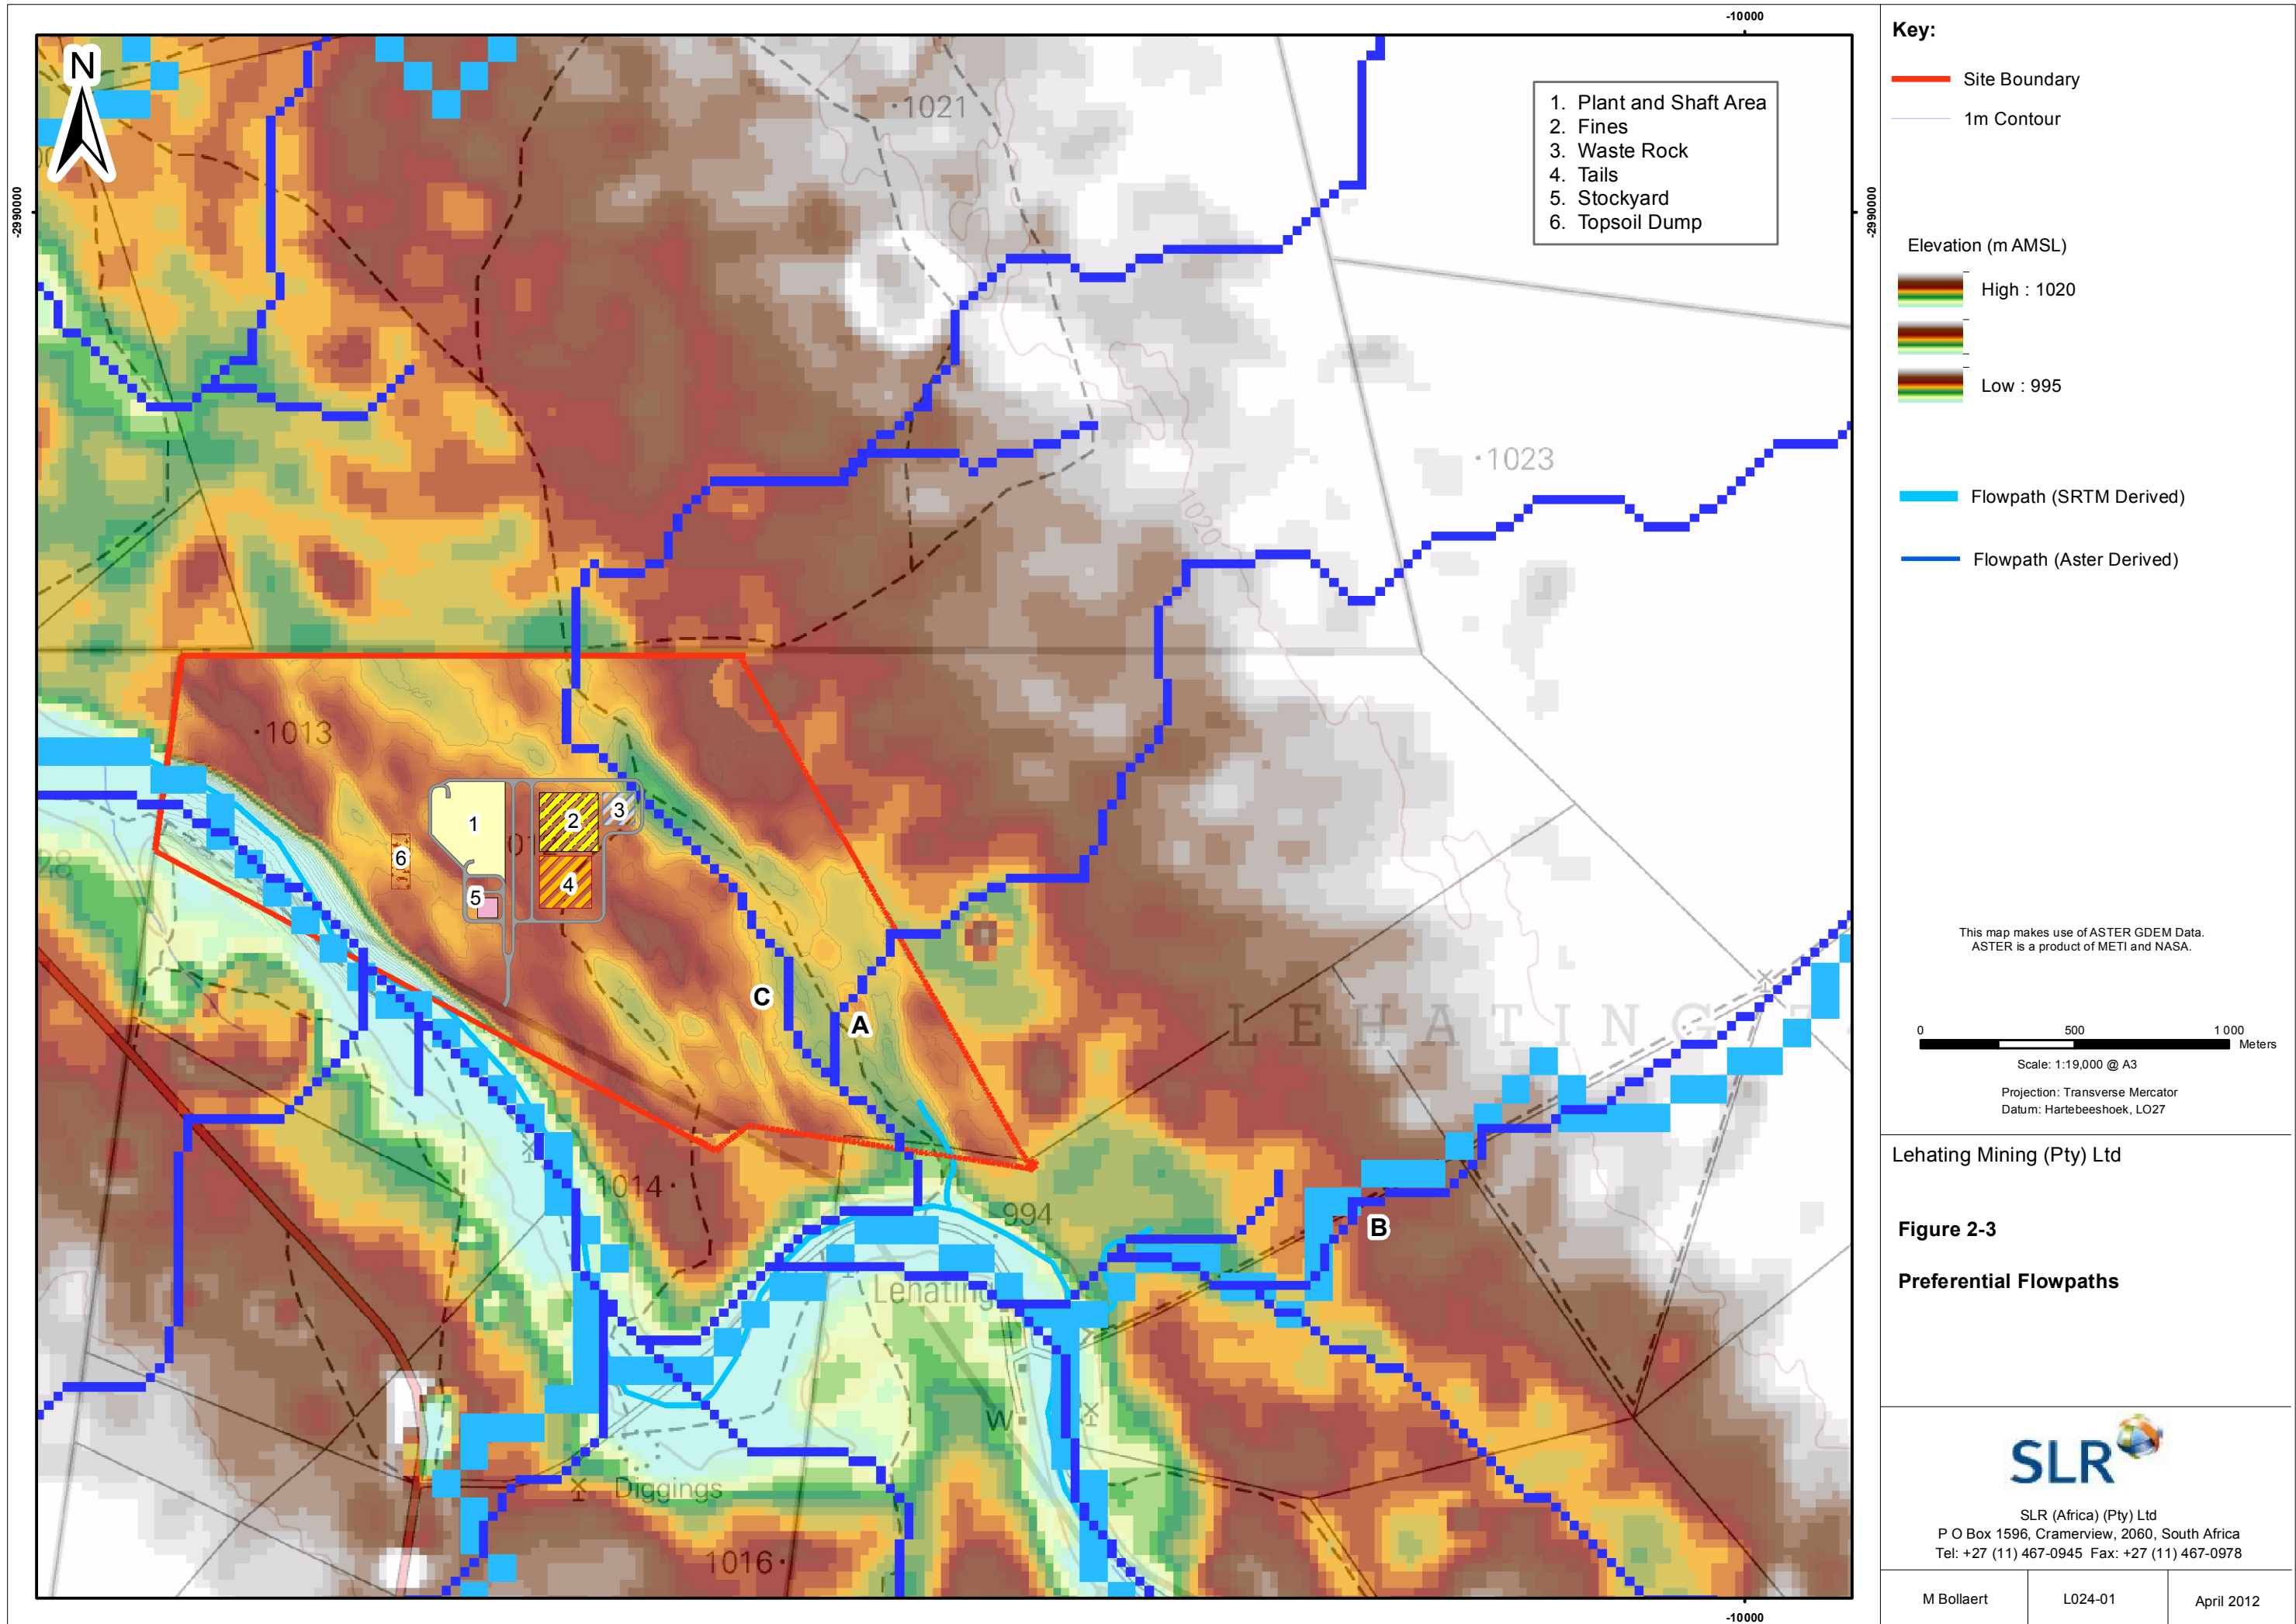 -10000
N
-2990000
-2990000
1021
1. Plant and Shaft Area
2. Fines
3. Waste Rock
4. Tails
5. Stockyard
6. Topsoil Dump
1023
1020
1013
1
2
3
4
5
6
C
A
LEHATING
1014
994
B
Lehating
W
Diggings
1016
-10000
Key:
Site Boundary
1m Contour
Elevation (m AMSL)
High : 1020
Low : 995
Flowpath (SRTM Derived)
Flowpath (Aster Derived)
This map makes use of ASTER GDEM Data.
ASTER is a product of METI and NASA.
0 500 1 000
Meters
Scale: 1:19,000 @ A3
Projection: Transverse Mercator
Datum: Hartebeeshoek, LO27
Lehating Mining (Pty) Ltd
Figure 2-3
Preferential Flowpaths
SLR
SLR (Africa) (Pty) Ltd
P O Box 1596, Cramerview, 2060, South Africa
Tel: +27 (11) 467-0945 Fax: +27 (11) 467-0978
M Bollaert
L024-01
April 2012